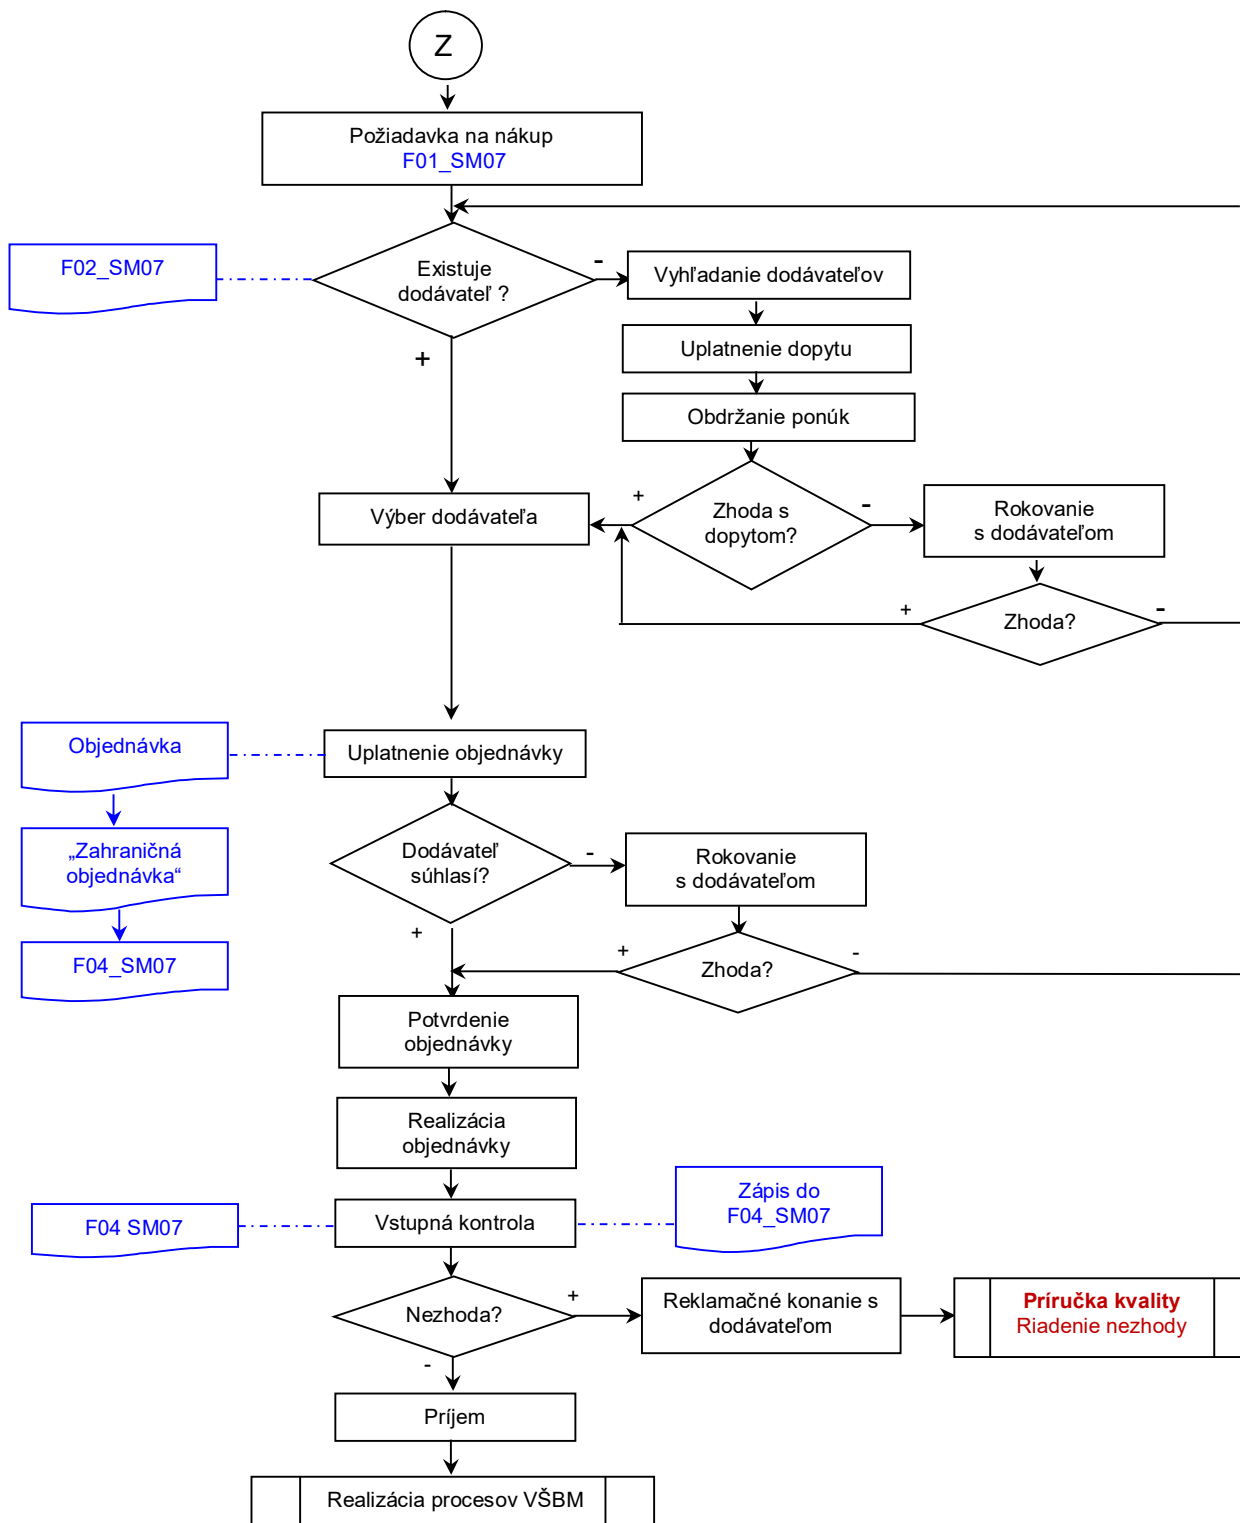 Z
Požiadavka na nákup
F01_SM07
F02_SM07
Existuje
dodávateľ ?
-
Vyhľadanie dodávateľov
+
Uplatnenie dopytu
Obdržanie ponúk
Výber dodávateľa
+
Zhoda s
dopytom?
-
Rokovanie
s dodávateľom
+
Zhoda?
-
Objednávka
Uplatnenie objednávky
„Zahraničná
objednávka“
Dodávateľ
súhlasí?
-
Rokovanie
s dodávateľom
+
F04_SM07
+
Zhoda?
-
Potvrdenie
objednávky
Realizácia
objednávky
F04 SM07
Vstupná kontrola
Zápis do
F04_SM07
Nezhoda?
+
Reklamačné konanie s
dodávateľom
Príručka kvality
Riadenie nezhody
-
Príjem
Realizácia procesov VŠBM